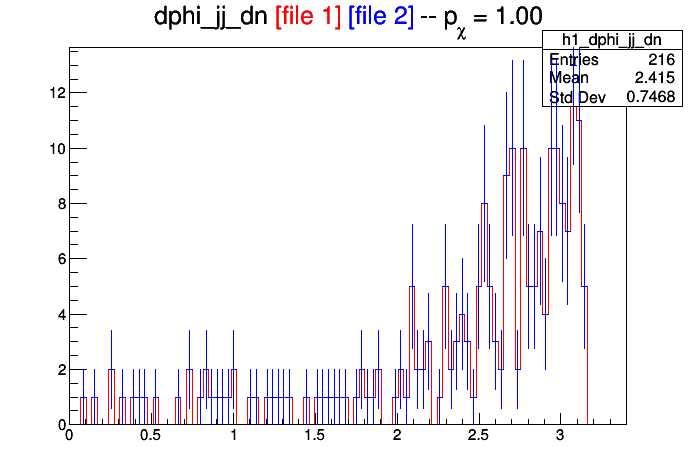 dphi_jj_dn [file 1] [file 2] -- pχ = 1.00
h1_dphi_jj_dn
Entries 216
Mean 2.415
Std Dev 0.7468
12
10
8
6
4
2
0
0 0.5 1 1.5 2 2.5 3